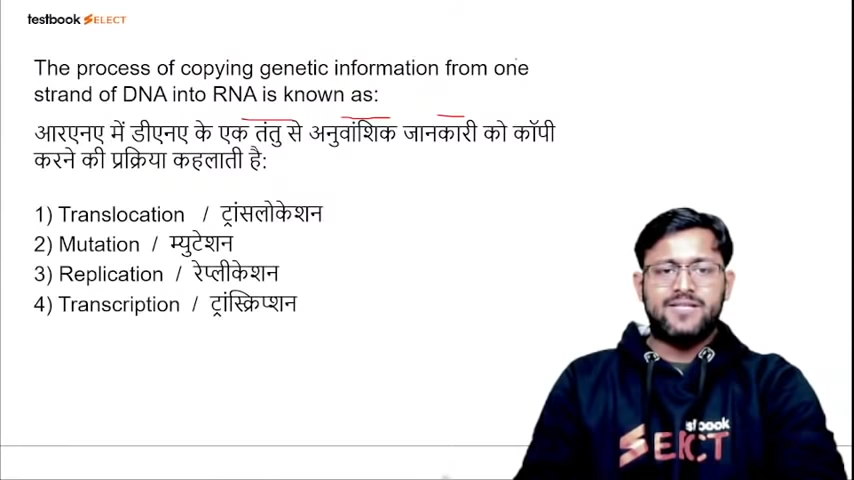 testbook SELECT
The process of copying genetic information from one
strand of DNA into RNA is known as:
आरएनए में डीएनए के एक तंतु से अनुवांशिक जानकारी को कॉपी
करने की प्रक्रिया कहलाती है:
1) Translocation / ट्रांसलोकेशन
2) Mutation / म्युटेशन
3) Replication / रेप्लीकेशन
4) Transcription / ट्रांस्क्रिप्शन